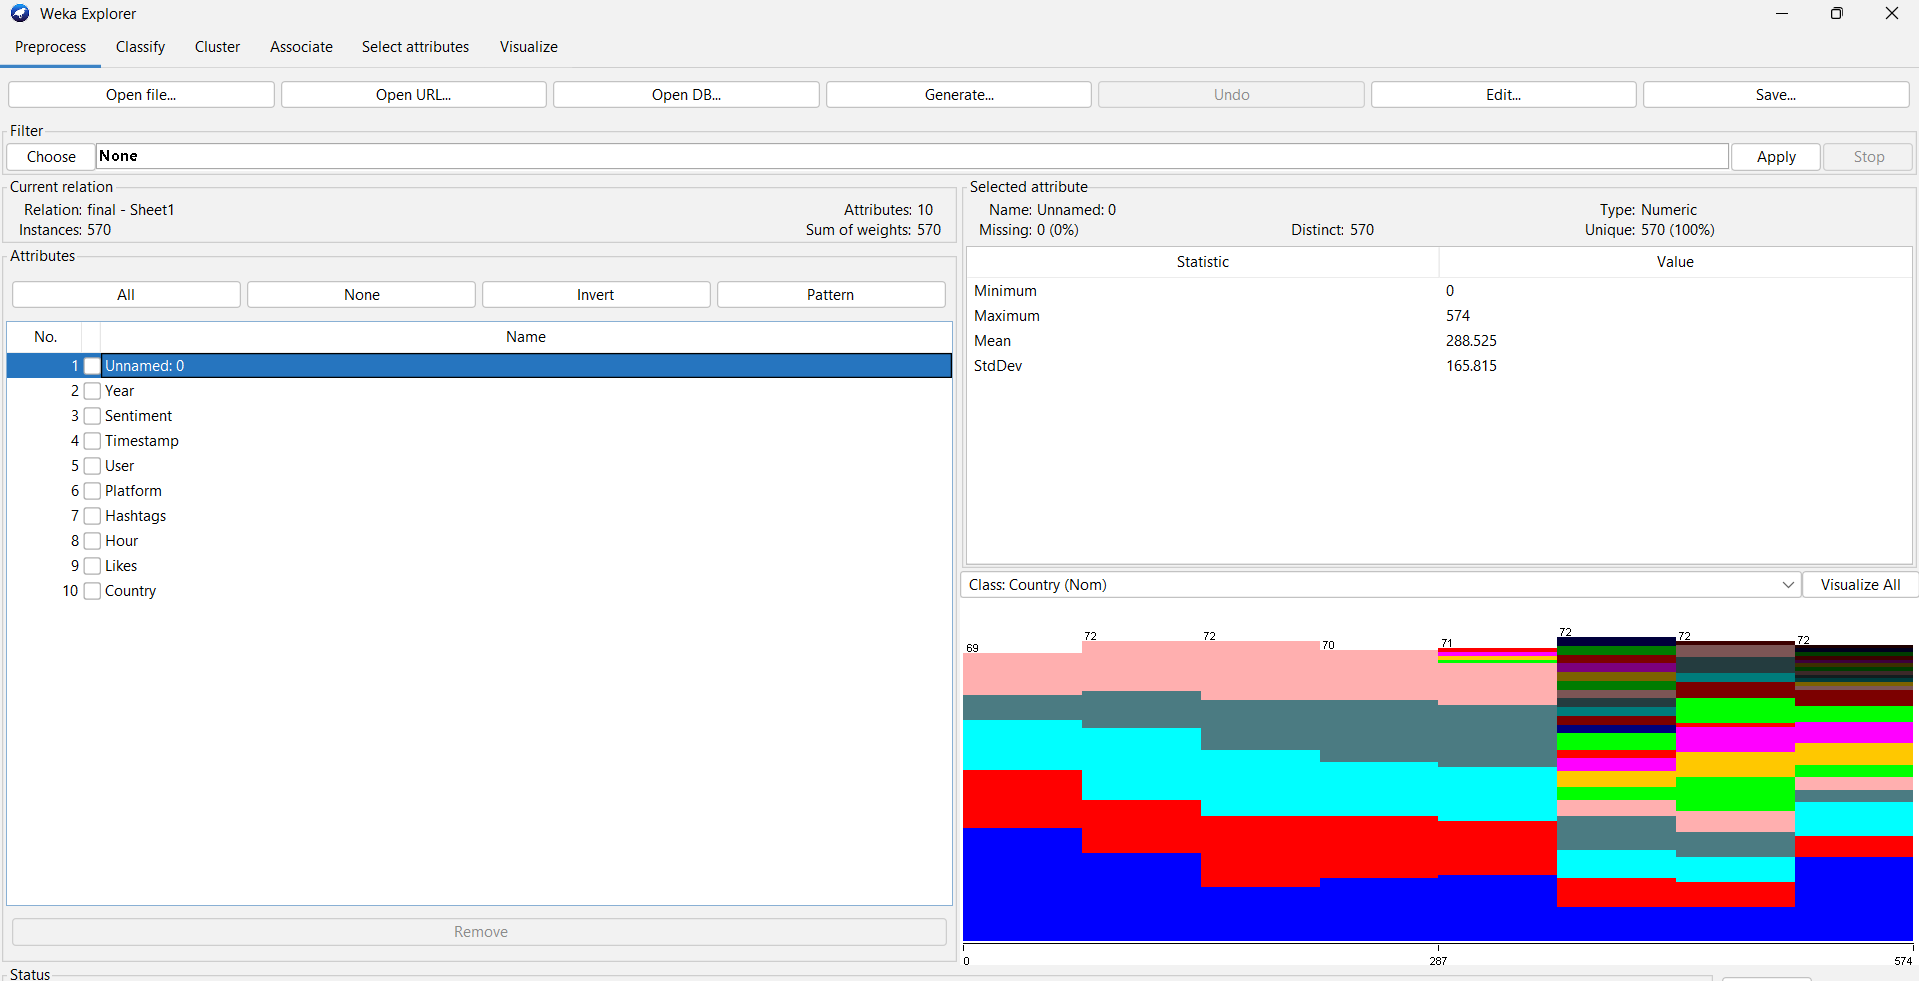 Weka Explorer
Preprocess Classify Cluster Associate Select attributes Visualize
Open file... Open URL... Open DB... Generate... Undo Edit... Save...
Filter
Choose None Apply Stop
Current relation
Relation: final - Sheet1 Attributes: 10
Instances: 570 Sum of weights: 570
Attributes
All None Invert Pattern
No. Name
1 Unnamed: 0
2 Year
3 Sentiment
4 Timestamp
5 User
6 Platform
7 Hashtags
8 Hour
9 Likes
10 Country
Remove
Selected attribute
Name: Unnamed: 0 Type: Numeric
Missing: 0 (0%) Distinct: 570 Unique: 570 (100%)
Statistic Value
Minimum 0
Maximum 574
Mean 288.525
StdDev 165.815
Class: Country (Nom) Visualize All
69 72 72 70 71 72 72 72
0 287 574
Status